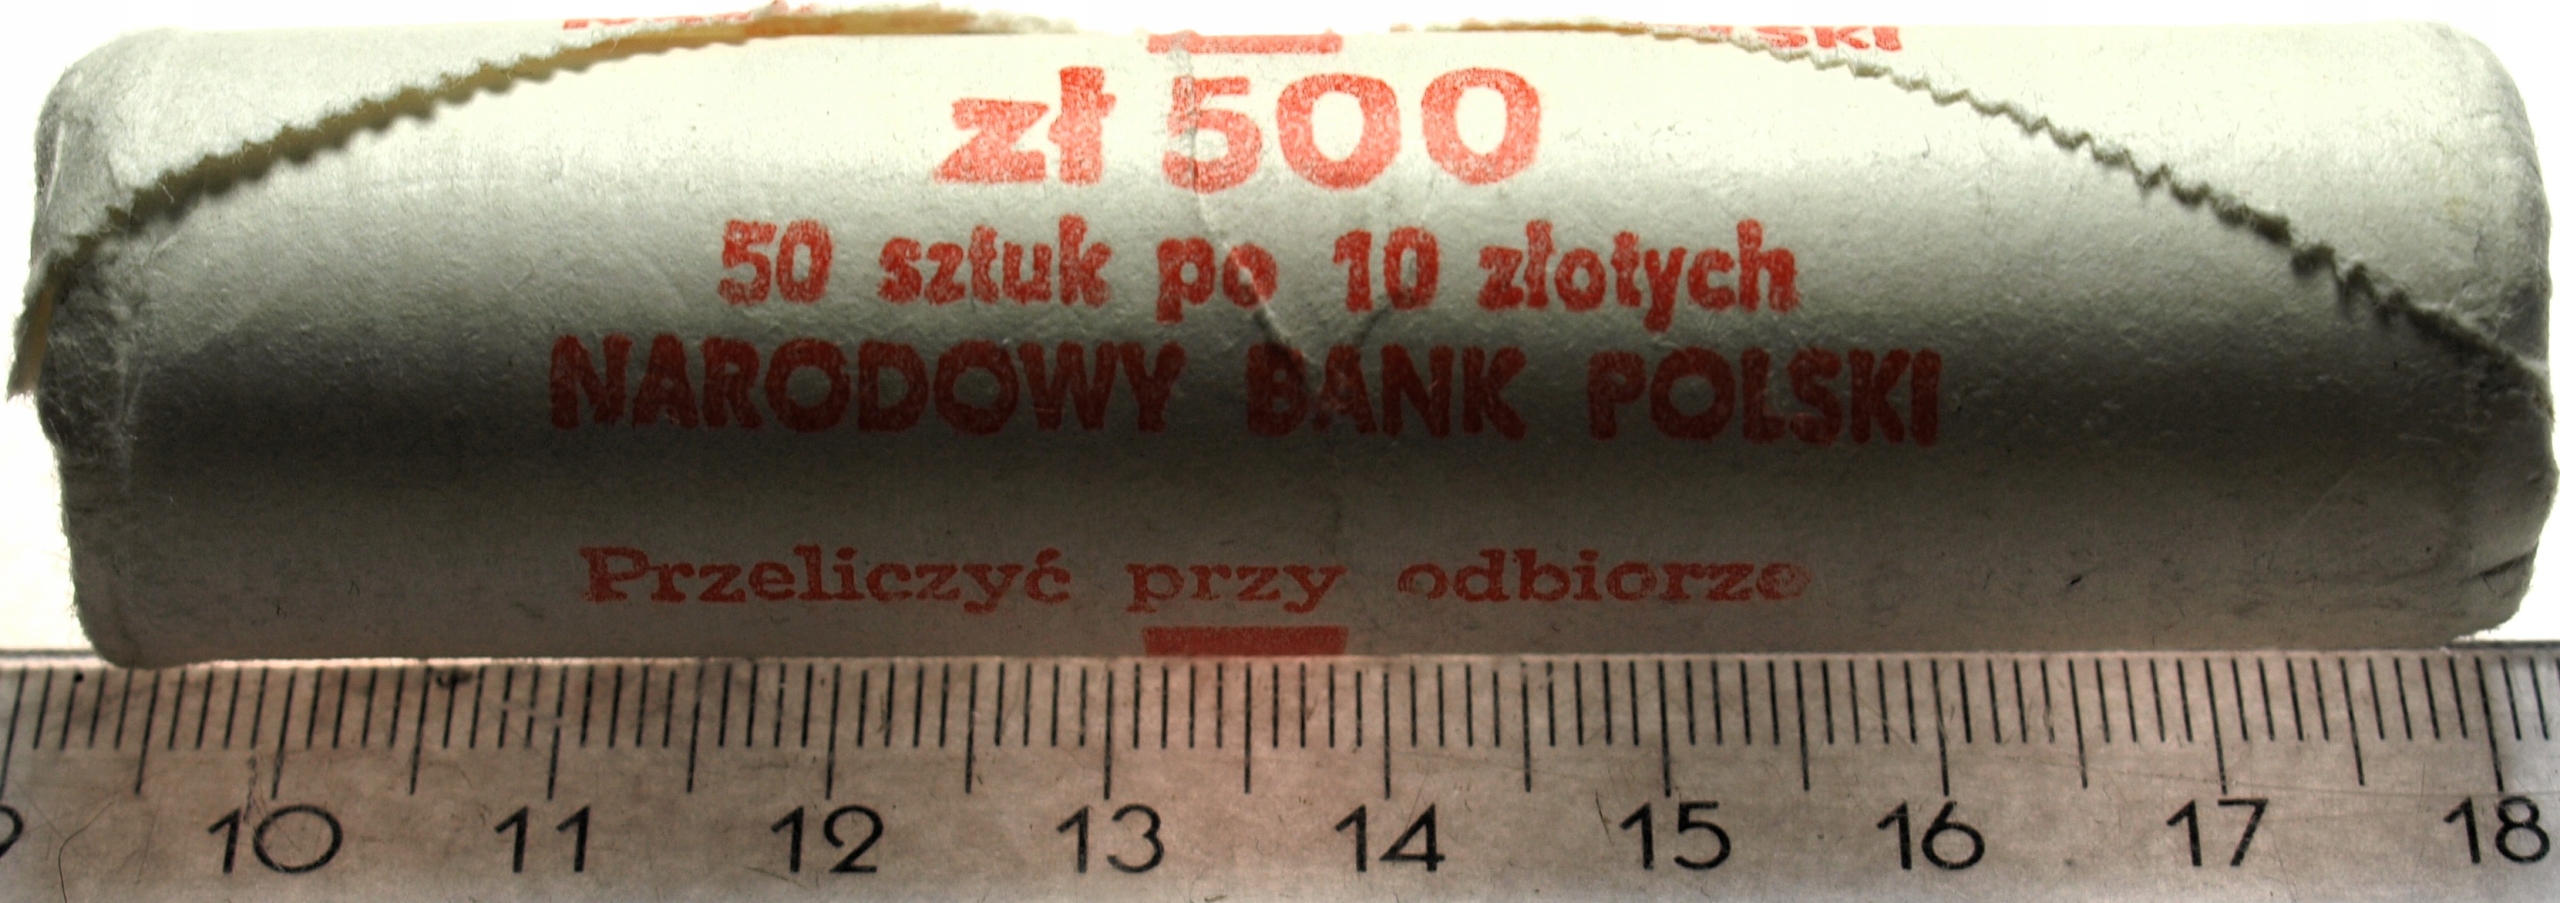 zł 500
50 sztuk po 10 złotych
NARODOWY BANK POLSKI
Przeliczyć przy odbiorze
9 10 11 12 13 14 15 16 17 18